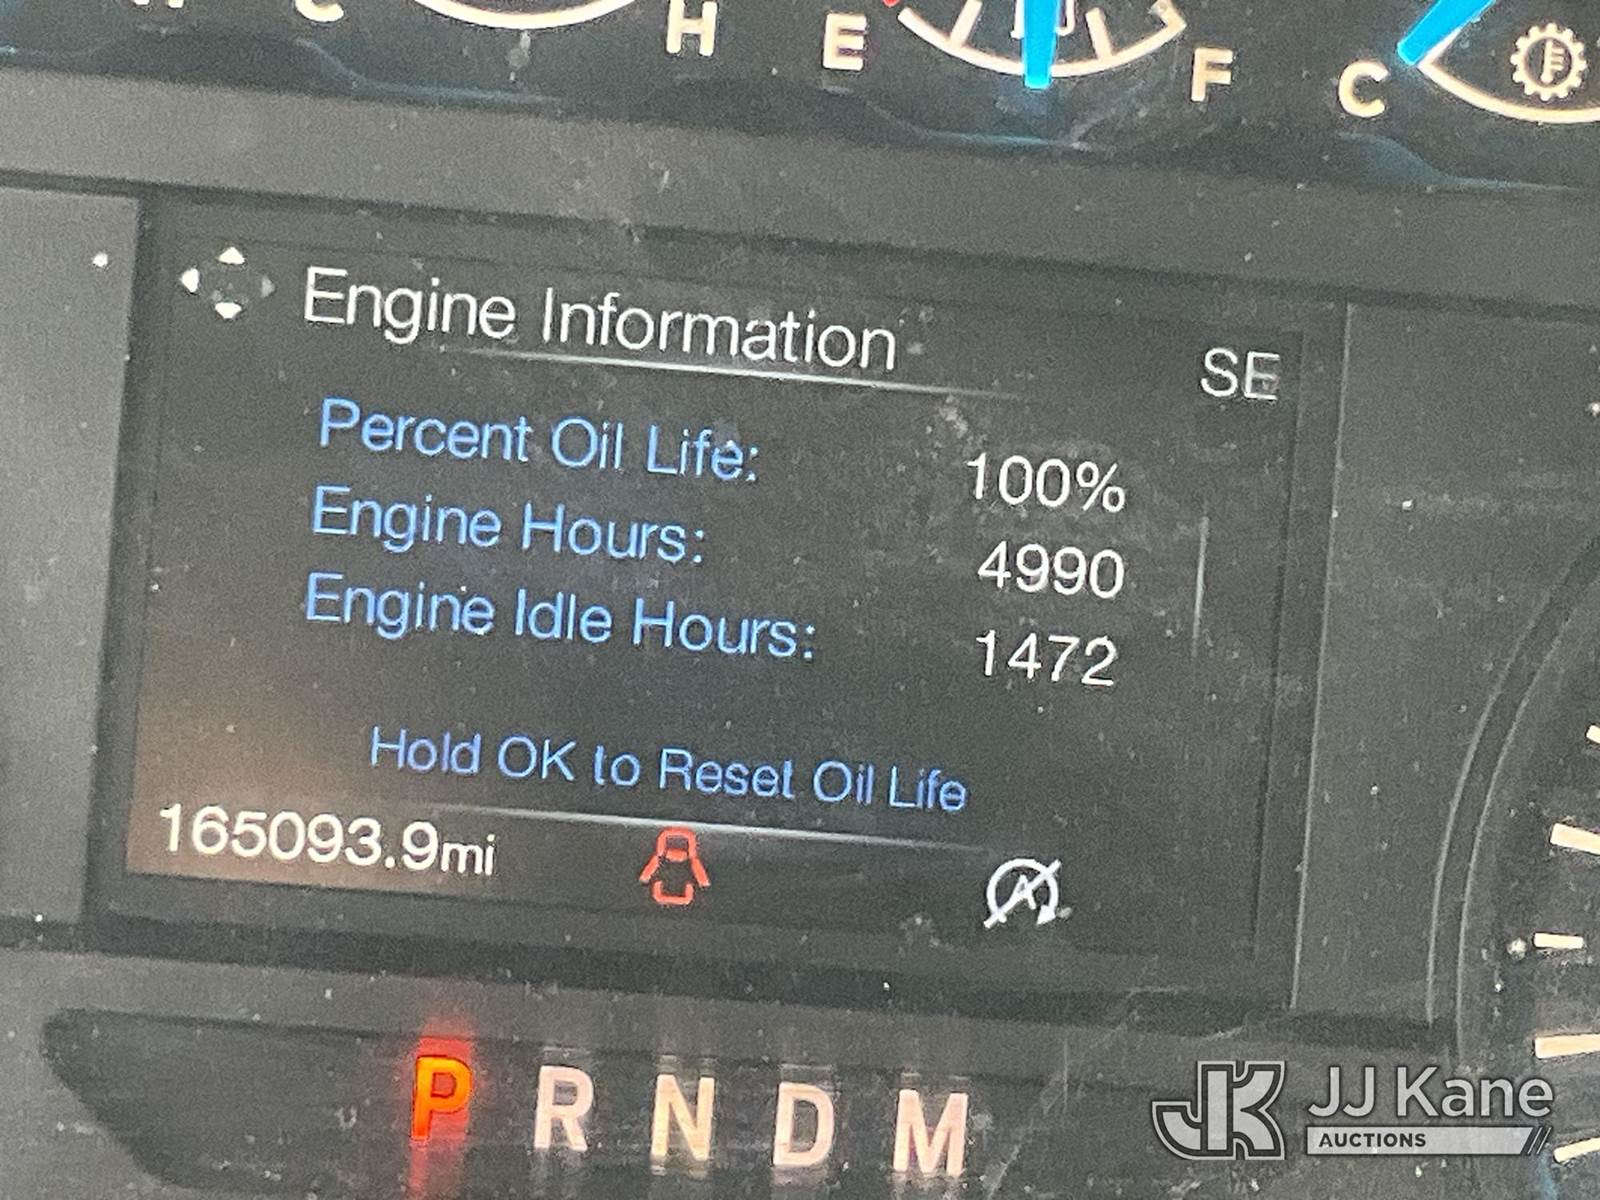 C
H
E
F
C
Engine Information
SE
Percent Oil Life: 100%
Engine Hours: 4990
Engine Idle Hours: 1472
Hold OK to Reset Oil Life
165093.9mi
A
P R N D M
JK JJ Kane
AUCTIONS